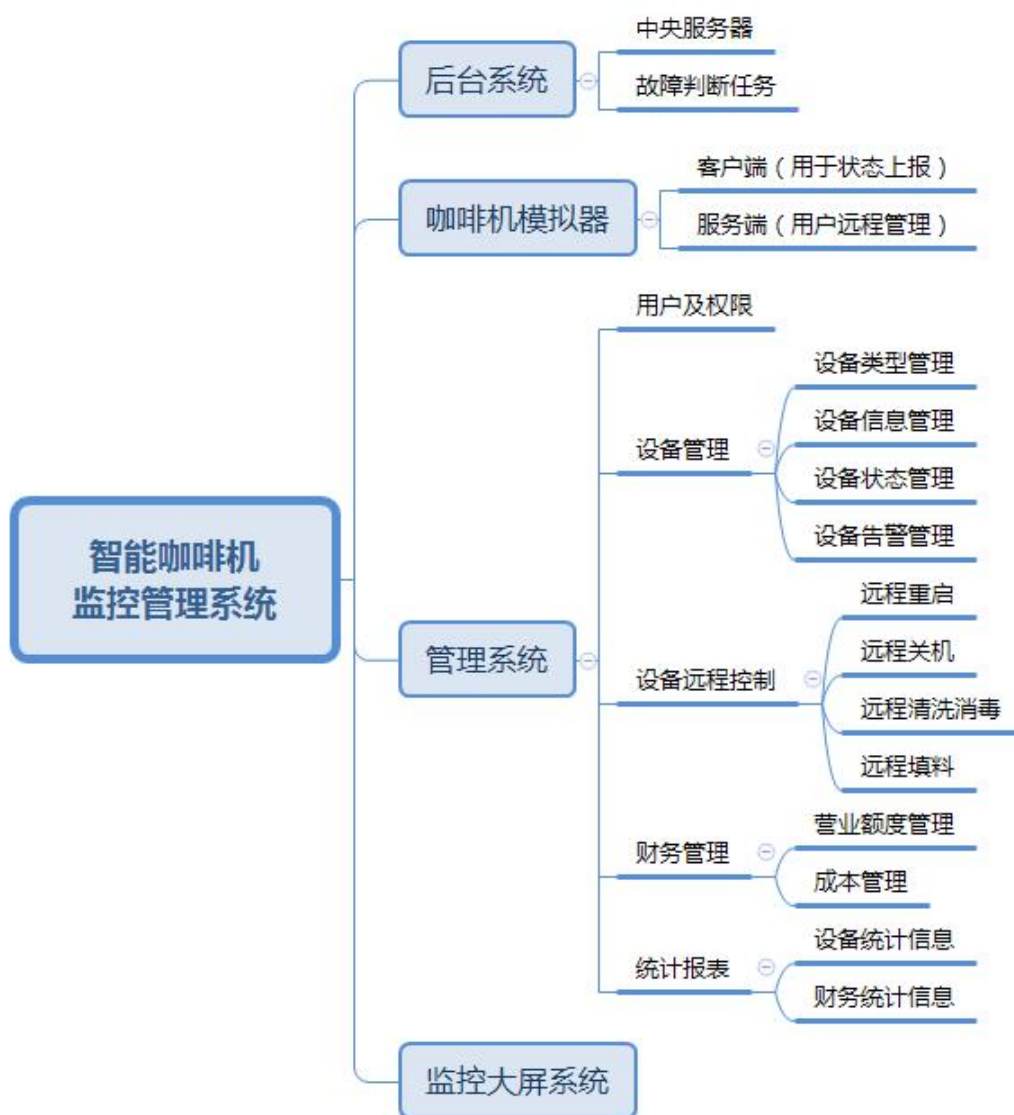 智能咖啡机
监控管理系统
后台系统
中央服务器
故障判断任务
咖啡机模拟器
客户端（用于状态上报）
服务端（用户远程管理）
管理系统
用户及权限
设备管理
设备类型管理
设备信息管理
设备状态管理
设备告警管理
设备远程控制
远程重启
远程关机
远程清洗消毒
远程填料
财务管理
营业额度管理
成本管理
统计报表
设备统计信息
财务统计信息
监控大屏系统